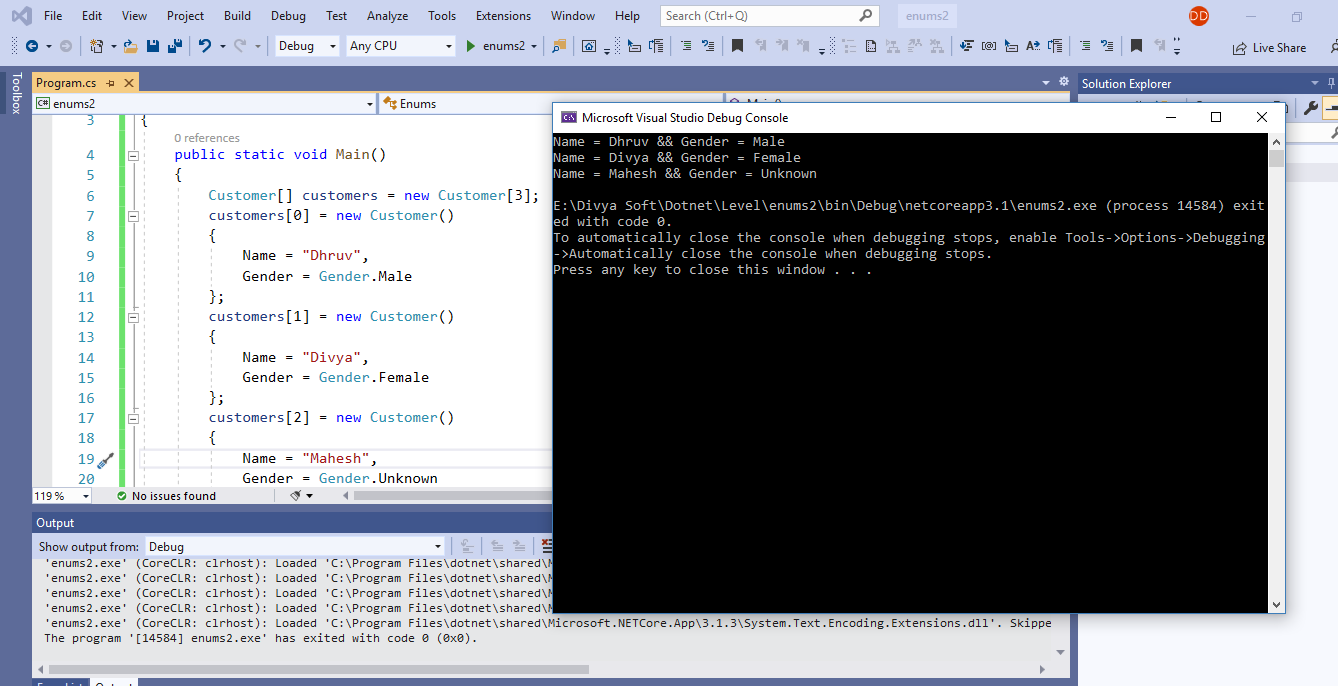 File Edit View Project Build Debug Test Analyze Tools Extensions Window Help Search (Ctrl+Q) enums2 DD
Debug Any CPU enums2 Live Share
Toolbox
Program.cs
enums2 Enums
3 {
0 references
4 public static void Main()
5 {
6 Customer[] customers = new Customer[3];
7 customers[0] = new Customer()
8 {
9 Name = "Dhruv",
10 Gender = Gender.Male
11 };
12 customers[1] = new Customer()
13 {
14 Name = "Divya",
15 Gender = Gender.Female
16 };
17 customers[2] = new Customer()
18 {
19 Name = "Mahesh",
20 Gender = Gender.Unknown
119 % No issues found
Solution Explorer
Microsoft Visual Studio Debug Console
Name = Dhruv && Gender = Male
Name = Divya && Gender = Female
Name = Mahesh && Gender = Unknown
E:\Divya Soft\Dotnet\Level\enums2\bin\Debug\netcoreapp3.1\enums2.exe (process 14584) exit
ed with code 0.
To automatically close the console when debugging stops, enable Tools->Options->Debugging
->Automatically close the console when debugging stops.
Press any key to close this window . . .
Output
Show output from: Debug
'enums2.exe' (CoreCLR: clrhost): Loaded 'C:\Program Files\dotnet\shared\M
'enums2.exe' (CoreCLR: clrhost): Loaded 'C:\Program Files\dotnet\shared\M
'enums2.exe' (CoreCLR: clrhost): Loaded 'C:\Program Files\dotnet\shared\M
'enums2.exe' (CoreCLR: clrhost): Loaded 'C:\Program Files\dotnet\shared\M
'enums2.exe' (CoreCLR: clrhost): Loaded 'C:\Program Files\dotnet\shared\Microsoft.NETCore.App\3.1.3\System.Text.Encoding.Extensions.dll'. Skippe
The program '[14584] enums2.exe' has exited with code 0 (0x0).